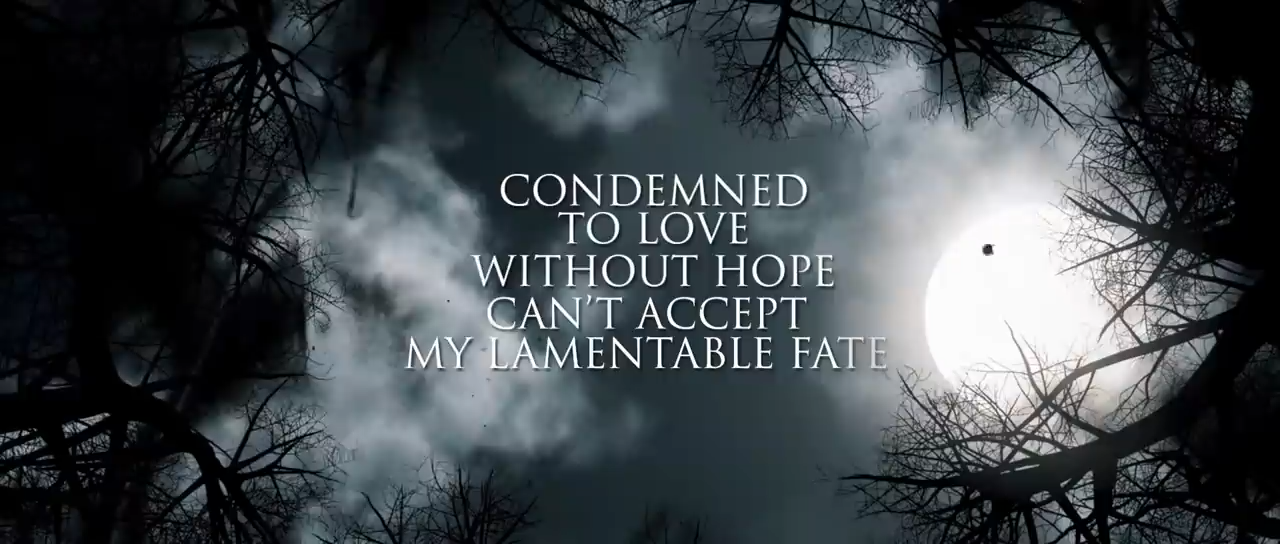 CONDEMNED
TO LOVE
WITHOUT HOPE
CAN'T ACCEPT
MY LAMENTABLE FATE